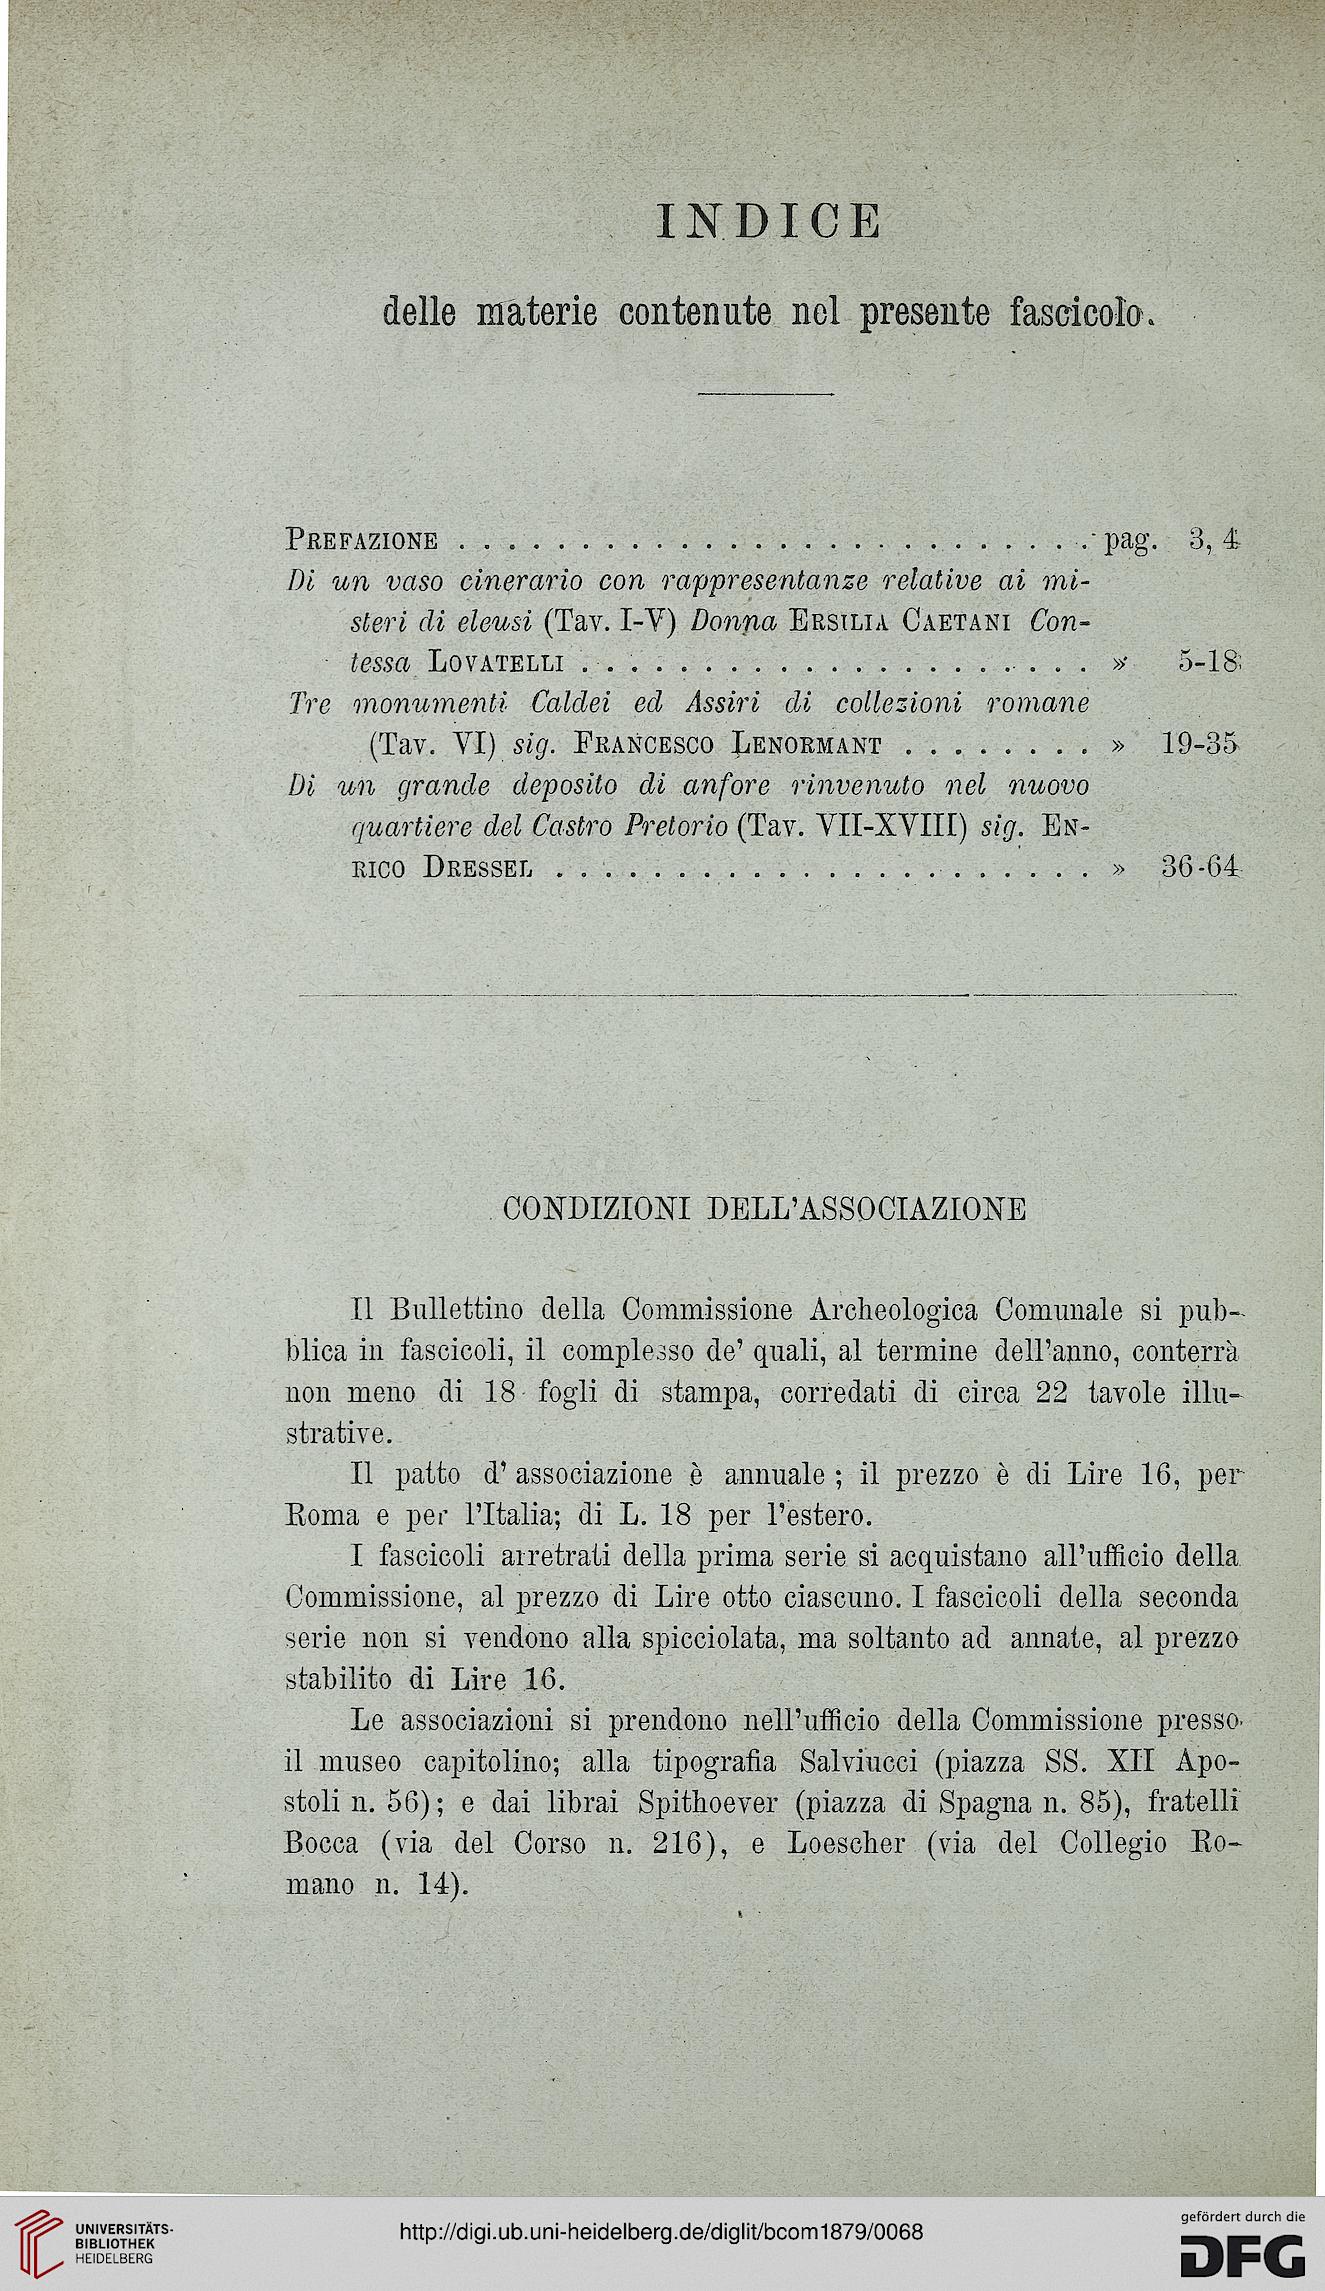 INDICE
delle materie contenute nel presente fascicolo.
PREFAZIONE . . . . . . . . . . . . . . . . . . . . . . . . . . pag. 3, 4
Di un vaso cinerario con rappresentanze relative ai mi-
steri di eleusi (Tav. I-V) Donna ERSILIA CAETANI Con-
tessa LOVATELLI . . . . . . . . . . . . . . . . . . . . . » 5-18
Tre monumenti Caldei ed Assiri di collezioni romane
(Tav. VI) sig. FRANCESCO LENORMANT . . . . . . . . » 19-35
Di un grande deposito di anfore rinvenuto nel nuovo
quartiere del Castro Pretorio (Tav. VII-XVIII) sig. EN-
RICO DRESSEL . . . . . . . . . . . . . . . . . . . . . . » 36-64
CONDIZIONI DELL'ASSOCIAZIONE
Il Bullettino della Commissione Archeologica Comunale si pub-
blica in fascicoli, il complesso de' quali, al termine dell'anno, conterrà
non meno di 18 fogli di stampa, corredati di circa 22 tavole illu-
strative.
Il patto d'associazione è annuale; il prezzo è di Lire 16, per
Roma e per l'Italia; di L. 18 per l'estero.
I fascicoli arretrati della prima serie si acquistano all'ufficio della
Commissione, al prezzo di Lire otto ciascuno. I fascicoli della seconda
serie non si vendono alla spicciolata, ma soltanto ad annate, al prezzo
stabilito di Lire 16.
Le associazioni si prendono nell'ufficio della Commissione presso
il museo capitolino; alla tipografia Salviucci (piazza SS. XII Apo-
stoli n. 56); e dai librai Spithoever (piazza di Spagna n. 85), fratelli
Bocca (via del Corso n. 216), e Loescher (via del Collegio Ro-
mano n. 14).
UNIVERSITÄTS-
BIBLIOTHEK
HEIDELBERG
http://digi.ub.uni-heidelberg.de/diglit/bcom1879/0068
gefördert durch die
DFG